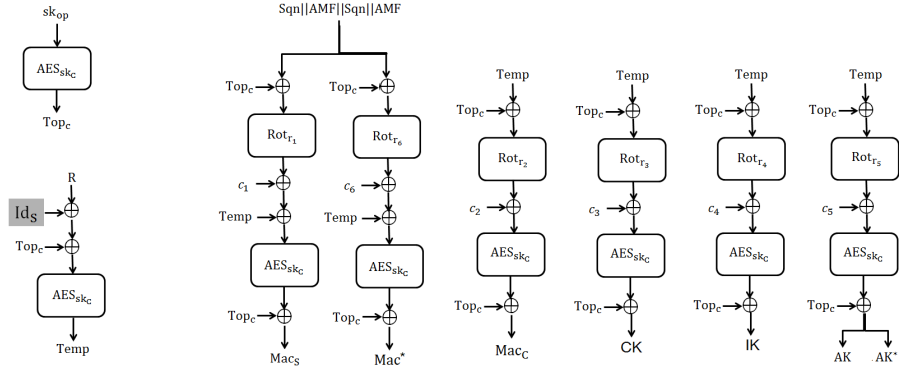 sk_op
AES_skC
Top_c
R
Id_S
Top_c
AES_skC
Temp
Sqn||AMF||Sqn||AMF
Top_c
Top_c
Rot_r1
Rot_r6
c_1
c_6
Temp
Temp
AES_skC
AES_skC
Top_c
Top_c
Mac_S
Mac*
Temp
Top_c
Rot_r2
c_2
AES_skC
Top_c
Mac_C
Temp
Top_c
Rot_r3
c_3
AES_skC
Top_c
CK
Temp
Top_c
Rot_r4
c_4
AES_skC
Top_c
IK
Temp
Top_c
Rot_r5
c_5
AES_skC
Top_c
AK
AK*